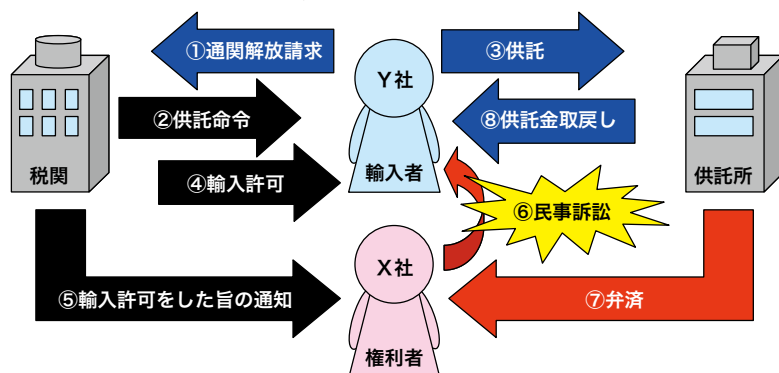 ①通関解放請求
③供託
Y社
②供託命令
⑧供託金取戻し
税関
④輸入許可
輸入者
供託所
⑥民事訴訟
X社
⑤輸入許可をした旨の通知
⑦弁済
権利者